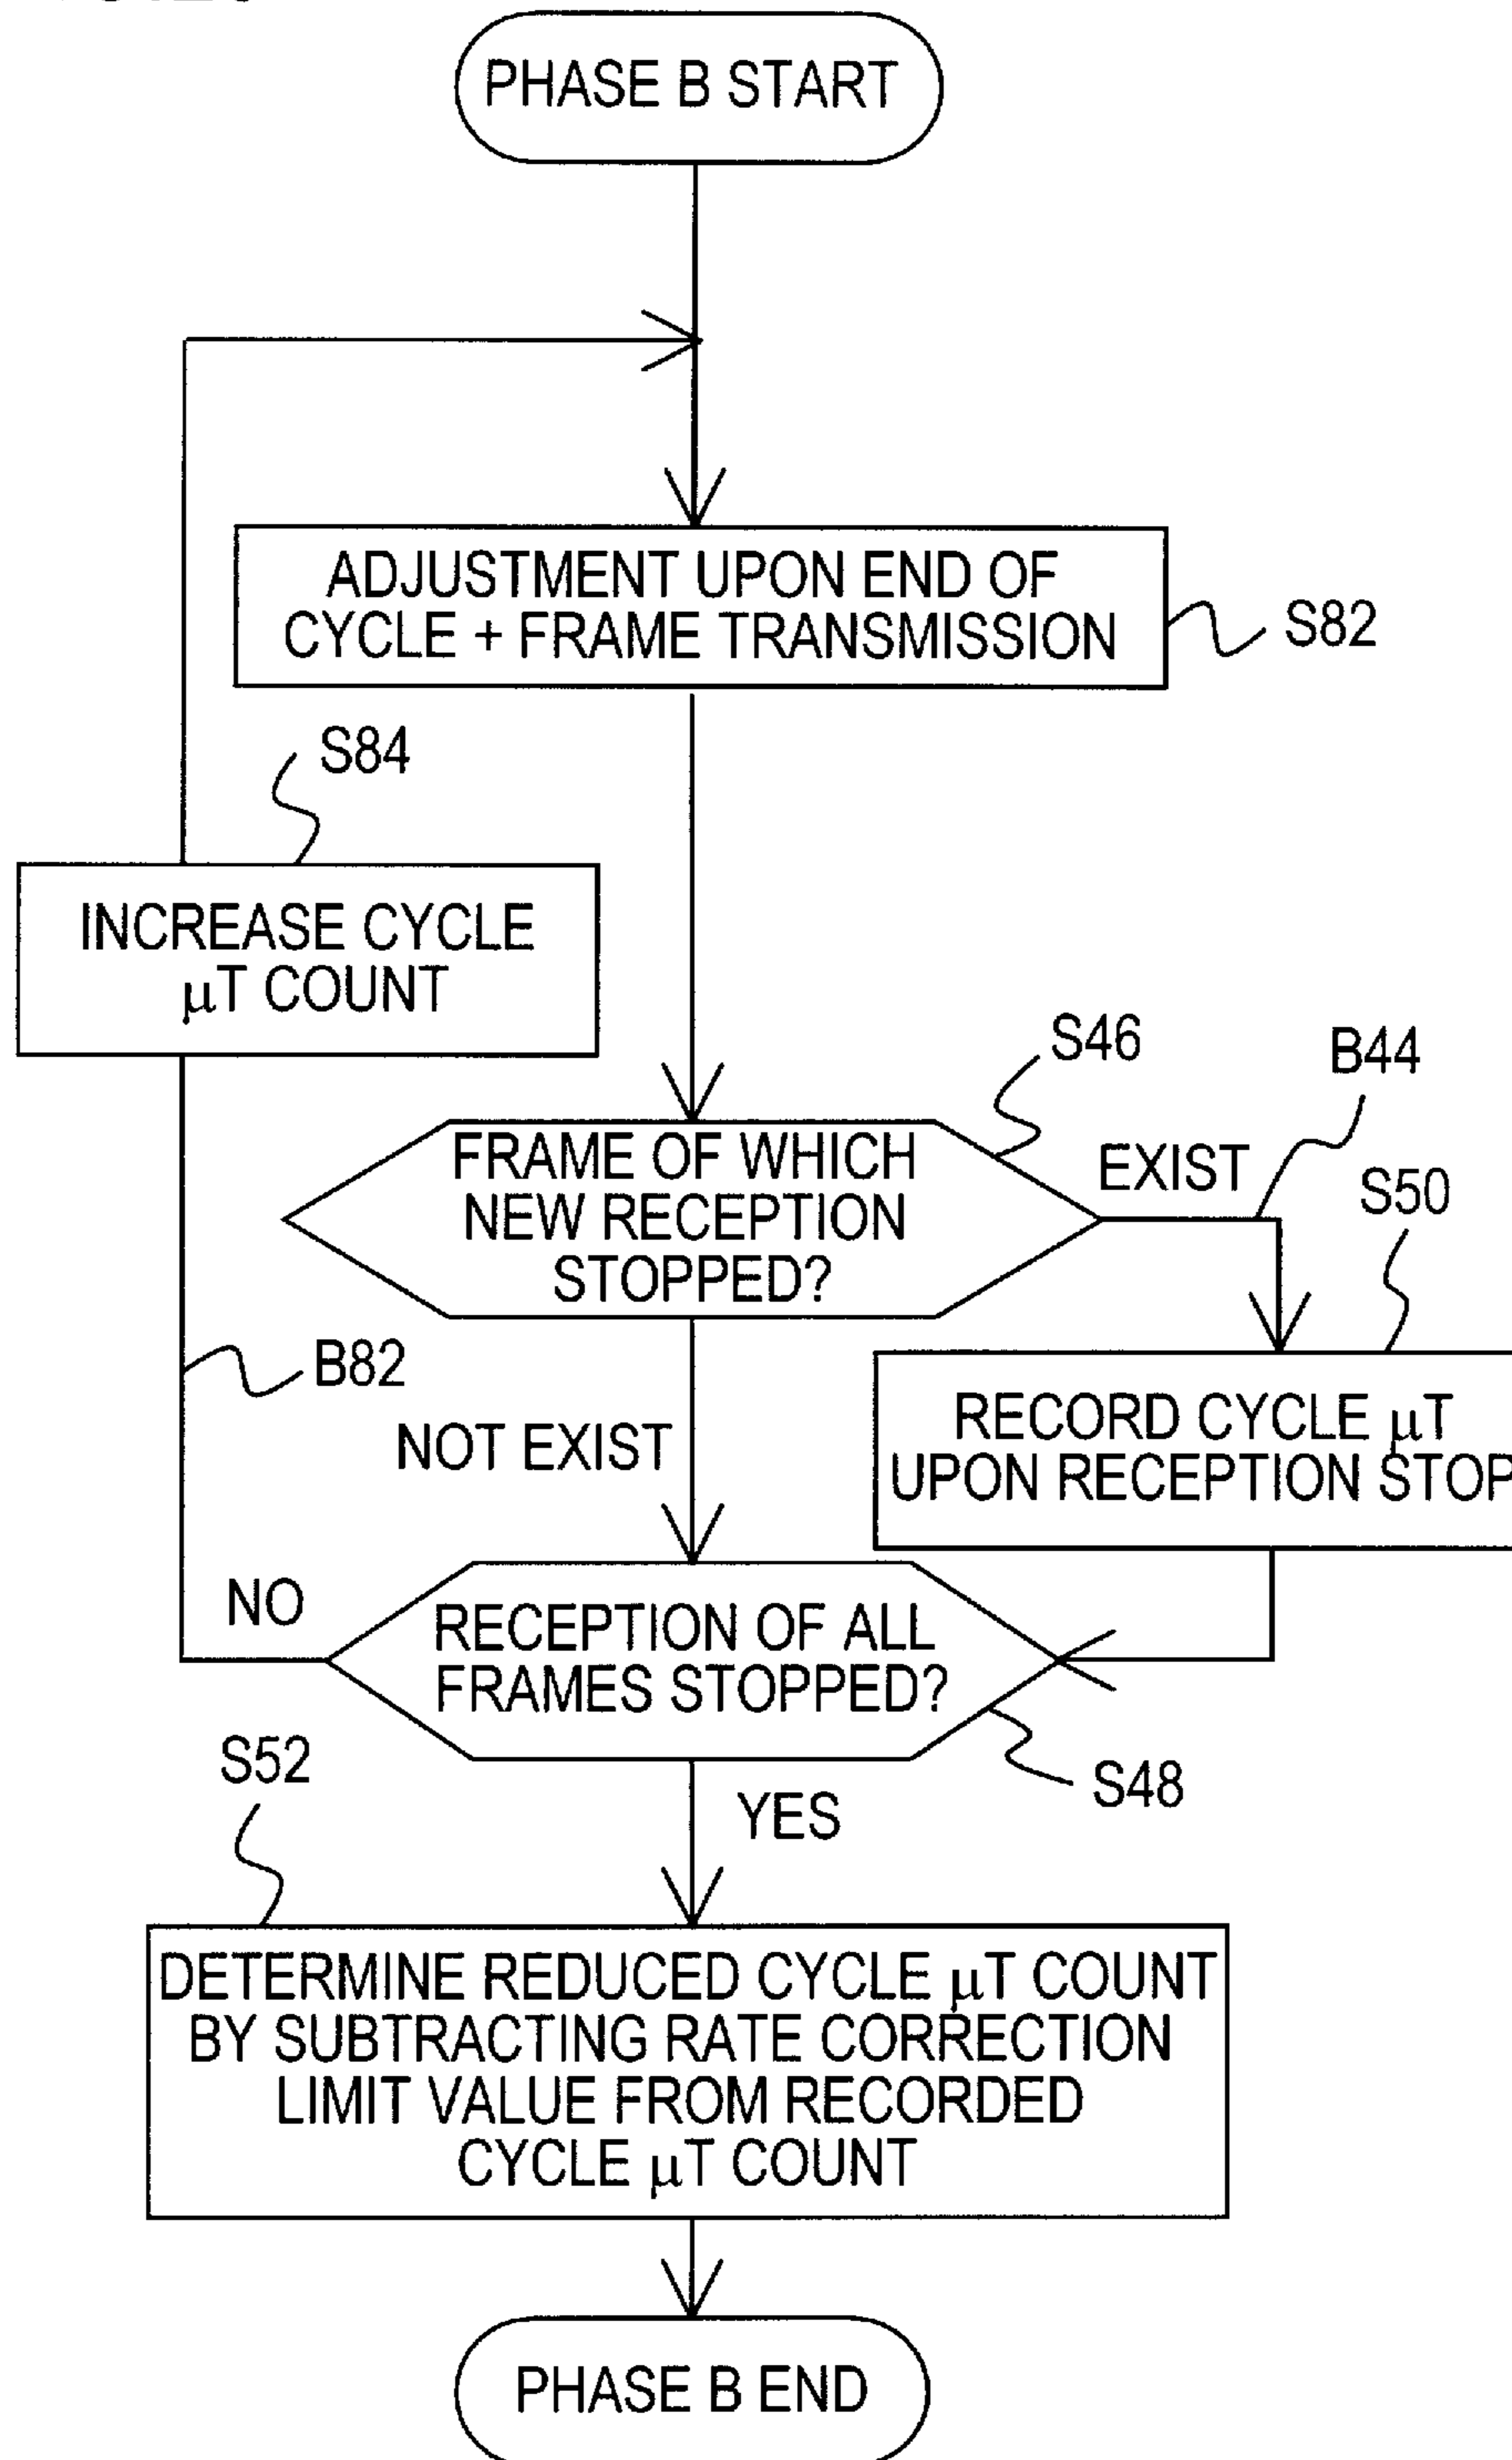 PHASE B START
ADJUSTMENT UPON END OF
CYCLE + FRAME TRANSMISSION
S82
S84
INCREASE CYCLE
μT COUNT
S46
B44
FRAME OF WHICH
NEW RECEPTION
STOPPED?
EXIST
S50
B82
NOT EXIST
RECORD CYCLE μT
UPON RECEPTION STOP
NO
RECEPTION OF ALL
FRAMES STOPPED?
S52
S48
YES
DETERMINE REDUCED CYCLE μT COUNT
BY SUBTRACTING RATE CORRECTION
LIMIT VALUE FROM RECORDED
CYCLE μT COUNT
PHASE B END